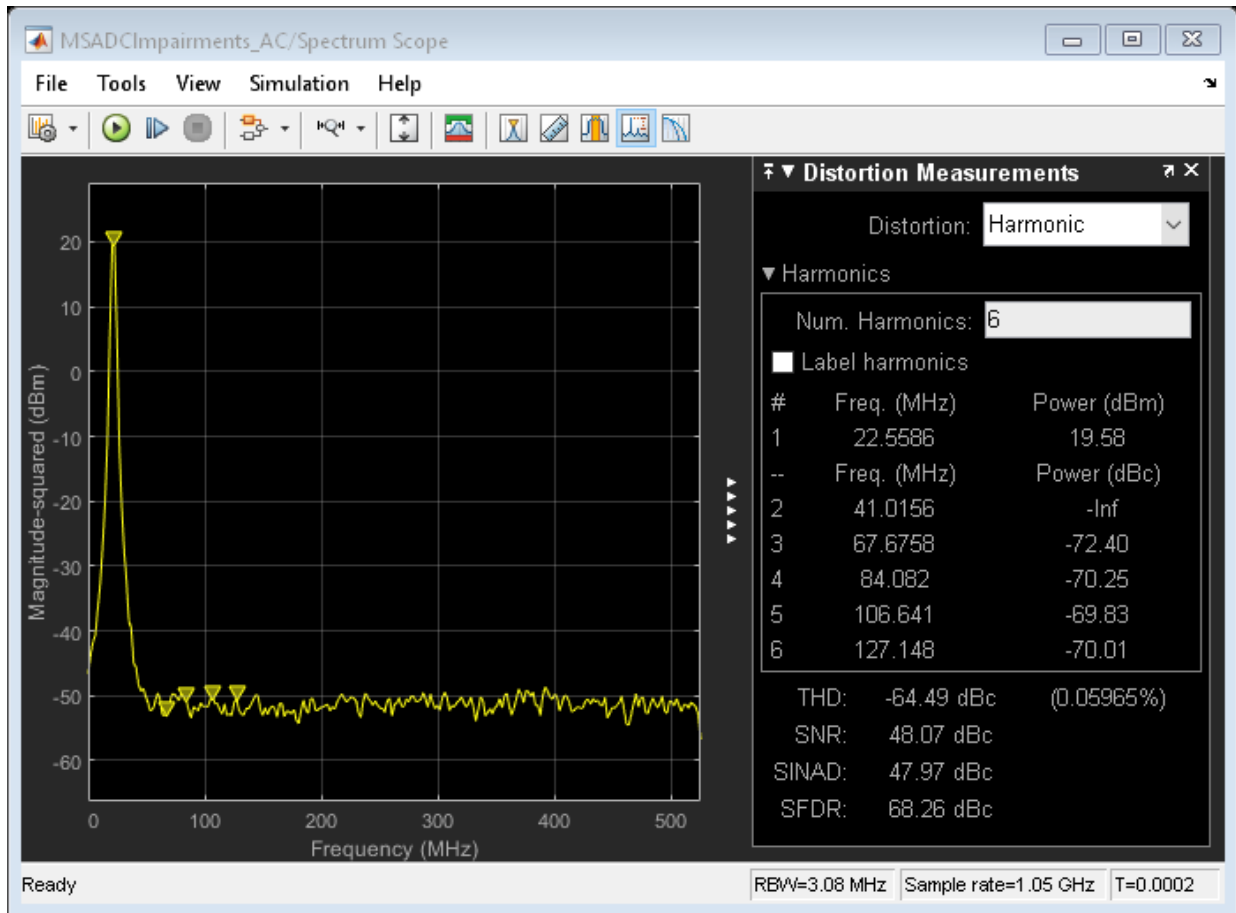 MSADCImpairments_AC/Spectrum Scope
File Tools View Simulation Help
Distortion Measurements
Distortion: Harmonic
Harmonics
Num. Harmonics: 6
Label harmonics
# Freq. (MHz) Power (dBm)
1 22.5586 19.58
-- Freq. (MHz) Power (dBc)
2 41.0156 -Inf
3 67.6758 -72.40
4 84.082 -70.25
5 106.641 -69.83
6 127.148 -70.01
THD: -64.49 dBc (0.05965%)
SNR: 48.07 dBc
SINAD: 47.97 dBc
SFDR: 68.26 dBc
Magnitude-squared (dBm)
20
10
0
-10
-20
-30
-40
-50
-60
0 100 200 300 400 500
Frequency (MHz)
Ready RBW=3.08 MHz Sample rate=1.05 GHz T=0.0002